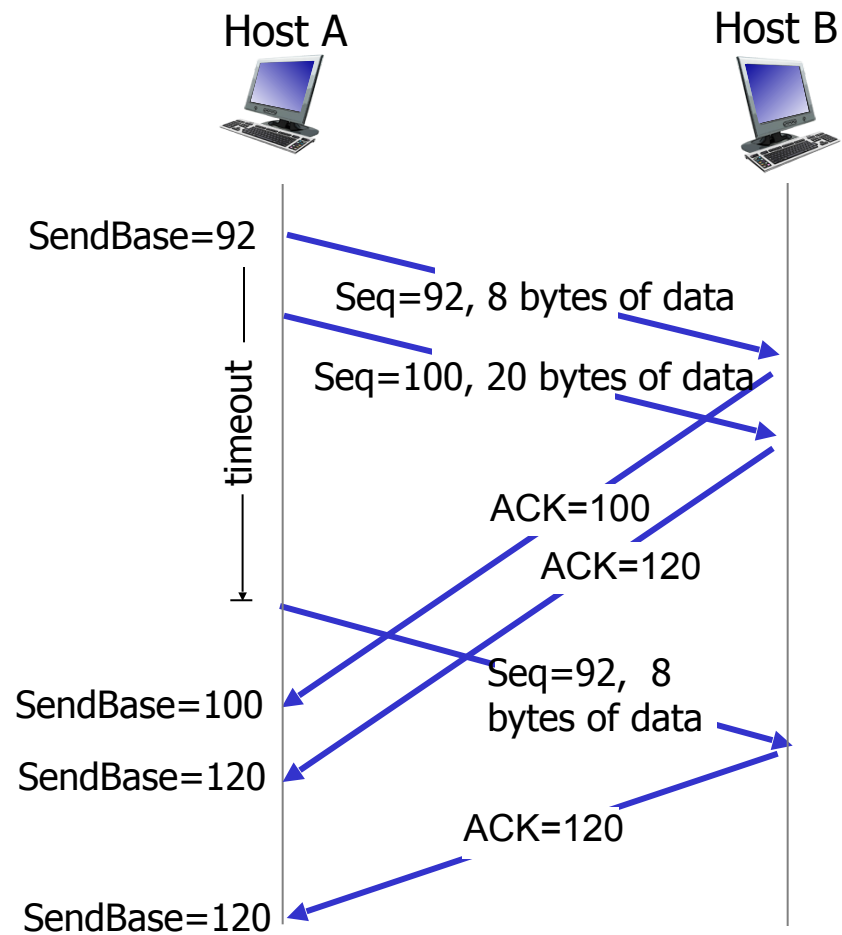 Host A
Host B
SendBase=92
Seq=92, 8 bytes of data
Seq=100, 20 bytes of data
timeout
ACK=100
ACK=120
Seq=92, 8
bytes of data
SendBase=100
SendBase=120
ACK=120
SendBase=120